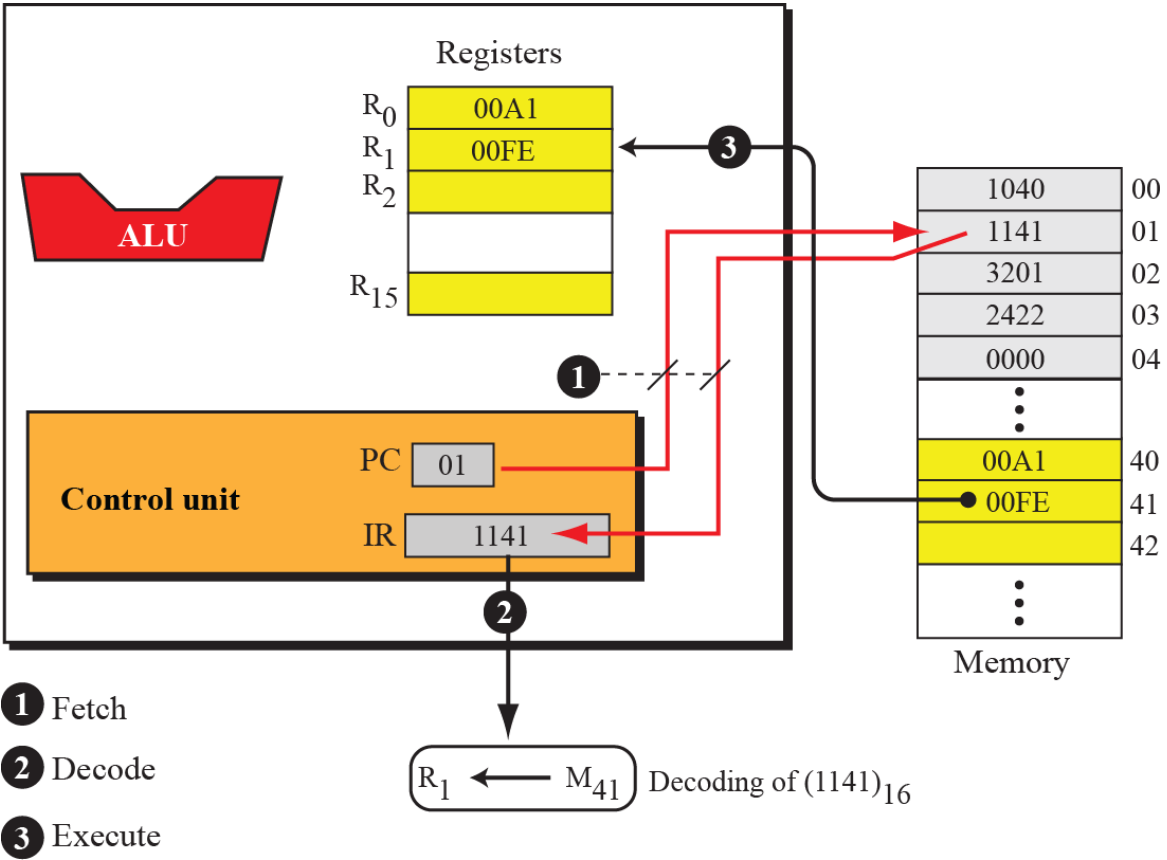 Registers
R0 00A1
R1 00FE
R2
R15
ALU
3
1040 00
1141 01
3201 02
2422 03
0000 04
00A1 40
00FE 41
42
Memory
1
Control unit
PC 01
IR 1141
2
1 Fetch
2 Decode
3 Execute
R1 ← M41 Decoding of (1141)16